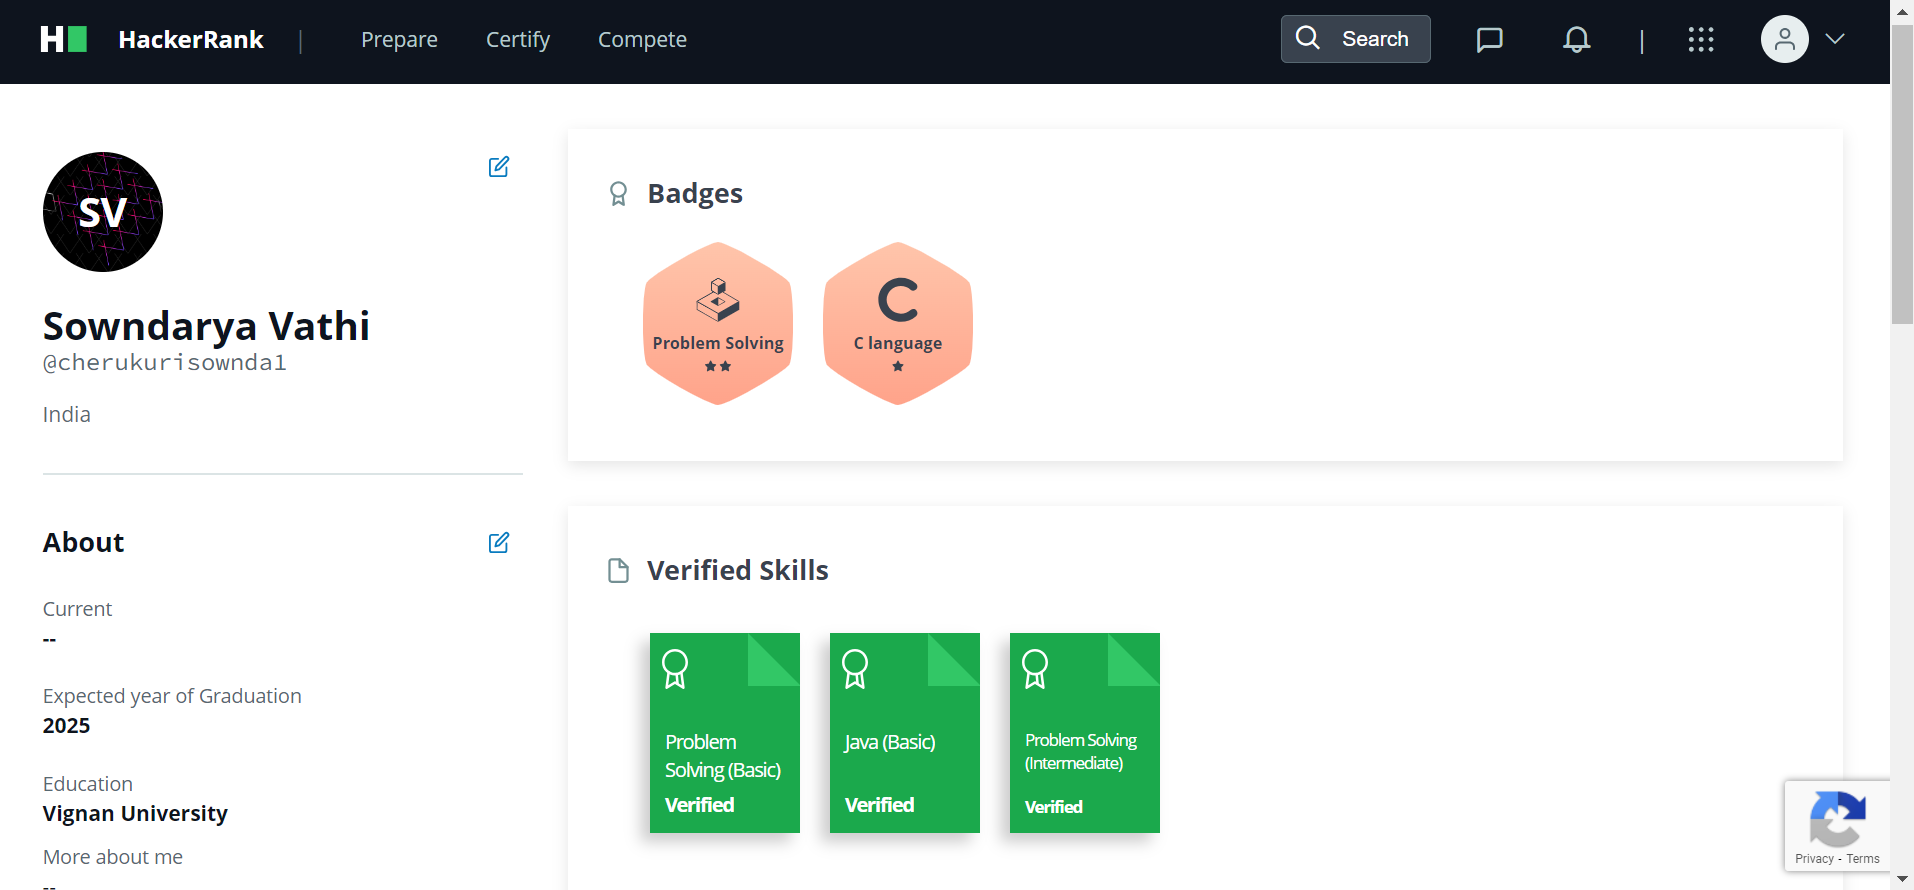 H
HackerRank | Prepare Certify Compete Search |
SV
Sowndarya Vathi
@cherukurisownda1
India
About
Current
--
Expected year of Graduation
2025
Education
Vignan University
More about me
--
Badges
Problem Solving
C
C language
Verified Skills
Problem
Solving (Basic)
Verified
Java (Basic)
Verified
Problem Solving
(Intermediate)
Verified
Privacy - Terms